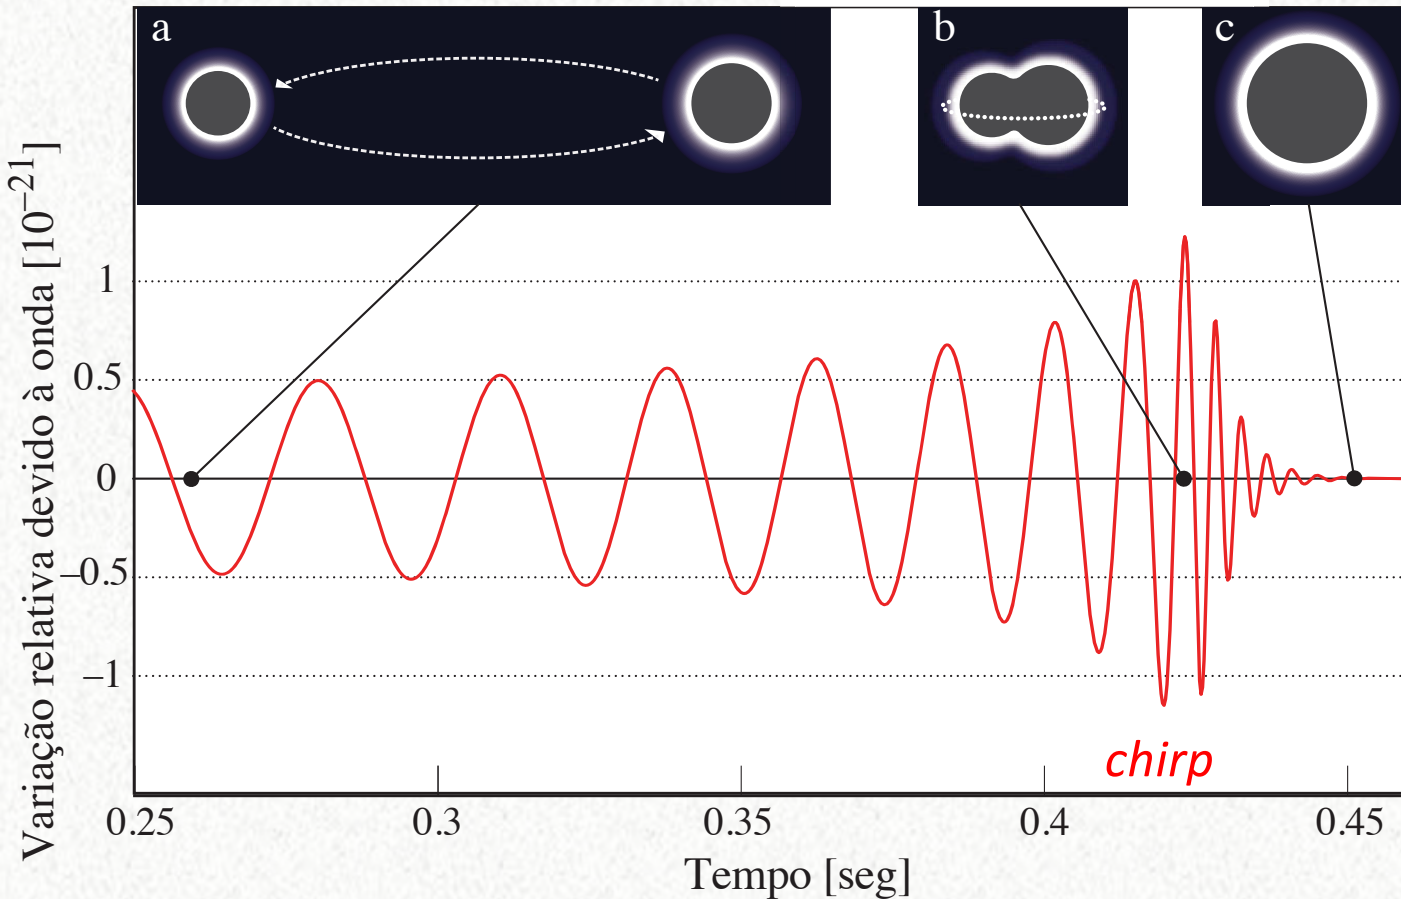 a
b
c
Variação relativa devido à onda [10⁻²¹]
1
0.5
0
–0.5
–1
chirp
0.25 0.3 0.35 0.4 0.45
Tempo [seg]